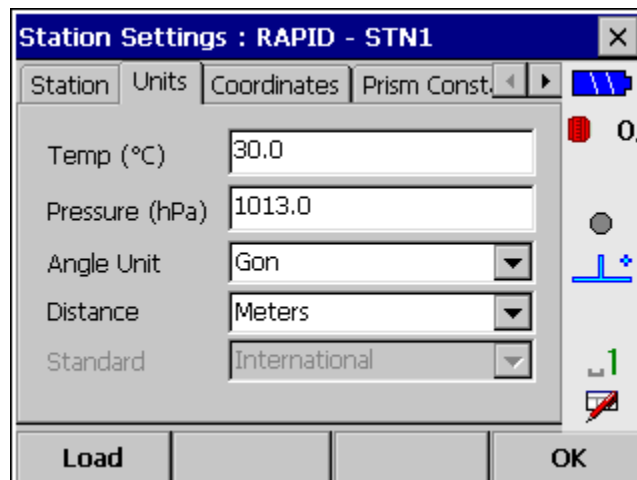 Station Settings : RAPID - STN1
Station Units Coordinates Prism Const.
0.
Temp (°C) 30.0
Pressure (hPa) 1013.0
Angle Unit Gon
Distance Meters
Standard International
1
Load OK